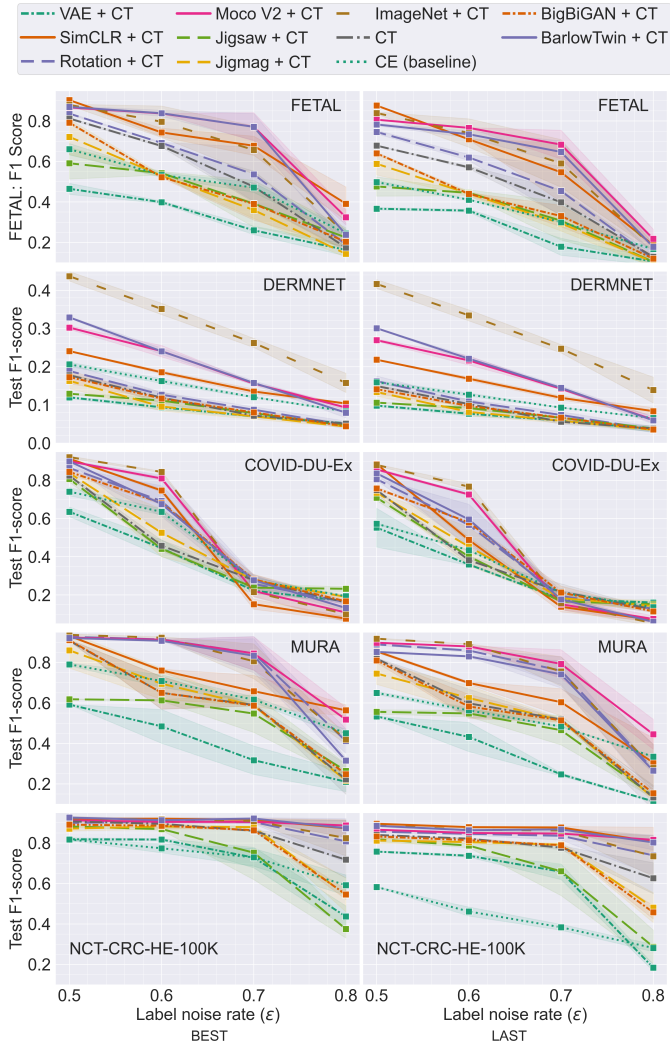 VAE + CT Moco V2 + CT ImageNet + CT BigBiGAN + CT
SimCLR + CT Jigsaw + CT CT BarlowTwin + CT
Rotation + CT Jigmag + CT CE (baseline)
FETAL FETAL
FETAL: F1 Score
0.8
0.6
0.4
0.2
DERMNET DERMNET
Test F1-score
0.4
0.3
0.2
0.1
0.0
COVID-DU-Ex COVID-DU-Ex
Test F1-score
0.8
0.6
0.4
0.2
MURA MURA
Test F1-score
0.8
0.6
0.4
0.2
NCT-CRC-HE-100K NCT-CRC-HE-100K
Test F1-score
0.8
0.6
0.4
0.2
0.5 0.6 0.7 0.8 0.5 0.6 0.7 0.8
Label noise rate (ε) Label noise rate (ε)
BEST LAST